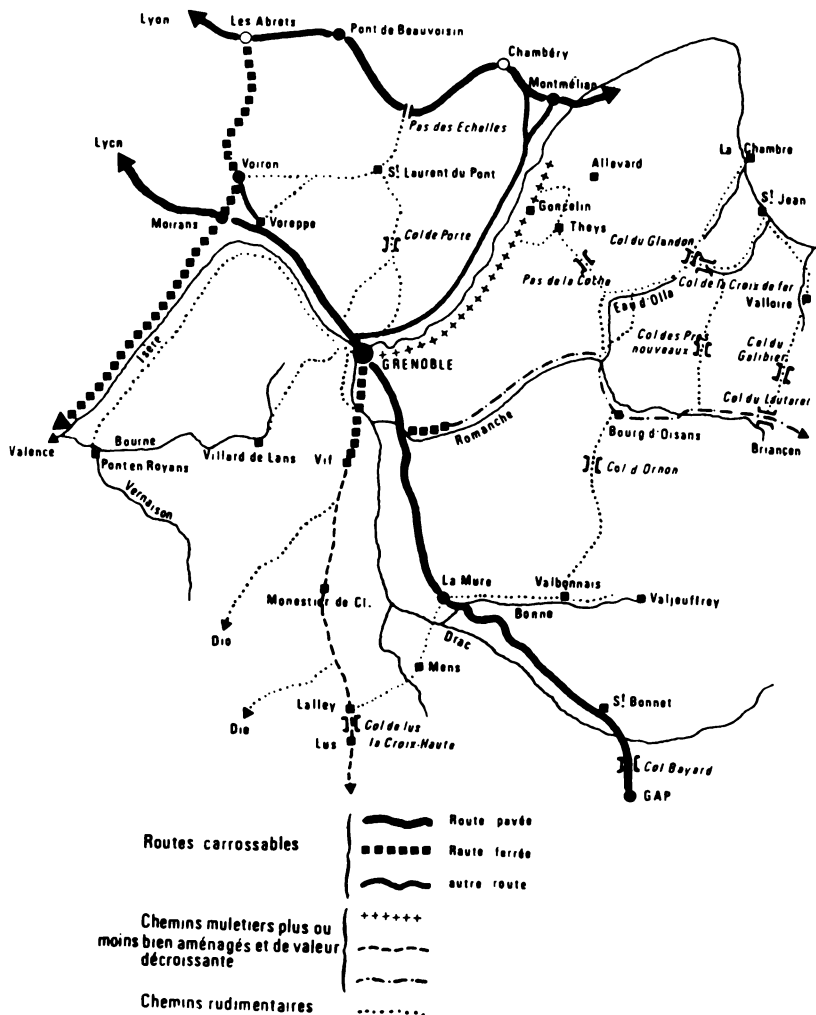 Lyon
Les Abrets
Pont de Beauvoisin
Chambéry
Montmélian
Pas des Echelles
La Chambre
Lyon
Voiron
St Laurent du Pont
Allevard
St Jean
Goncelin
Moirans
Voreppe
Theys
Col de Porte
Col du Glandon
Pas de la Coche
Col de la Croix de fer
Eau d'Olle
Valloire
Isère
Col des Prés
nouveaux
Col du
Galibier
GRENOBLE
Col du Lautaret
Romanche
Bourg d'Oisans
Bourne
Valence
Villard de Lans
Vif
Briançon
Pont en Royans
Col d'Ornon
Vernaison
La Mure
Valbonnais
Monestier de Cl.
Valjouffrey
Bonne
Die
Drac
Mens
Lalley
St Bonnet
Die
Col de lus
la Croix-Haute
Lus
Col Bayard
GAP
Routes carrossables
Route pavée
Route ferrée
autre route
Chemins muletiers plus ou
moins bien aménagés et de valeur
décroissante
Chemins rudimentaires